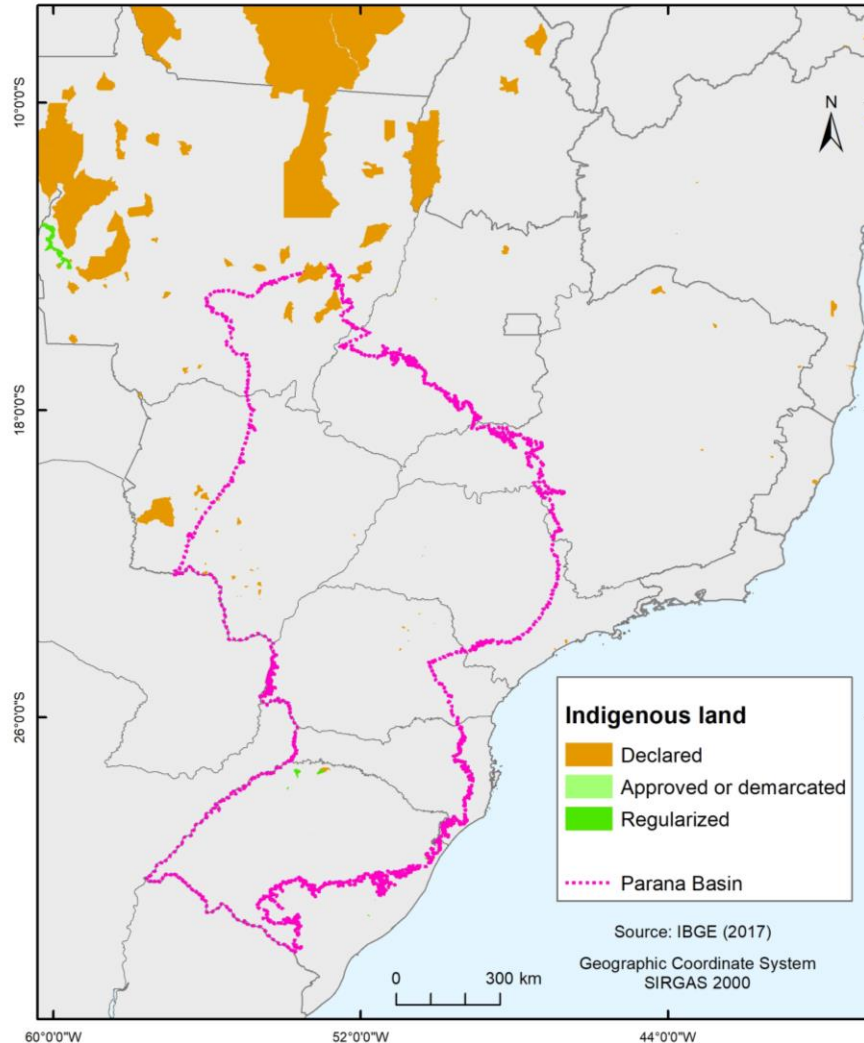 10°0'0"S
18°0'0"S
26°0'0"S
N
Indigenous land
Declared
Approved or demarcated
Regularized
Parana Basin
Source: IBGE (2017)
Geographic Coordinate System
SIRGAS 2000
0 300 km
60°0'0"W 52°0'0"W 44°0'0"W